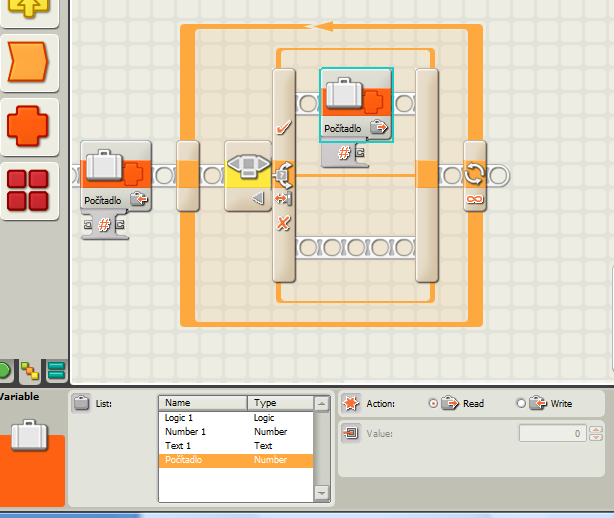 Počítadlo
#
Počítadlo
#
Variable
List:
Name Type
Logic 1 Logic
Number 1 Number
Text 1 Text
Počítadlo Number
Action: Read Write
Value: 0